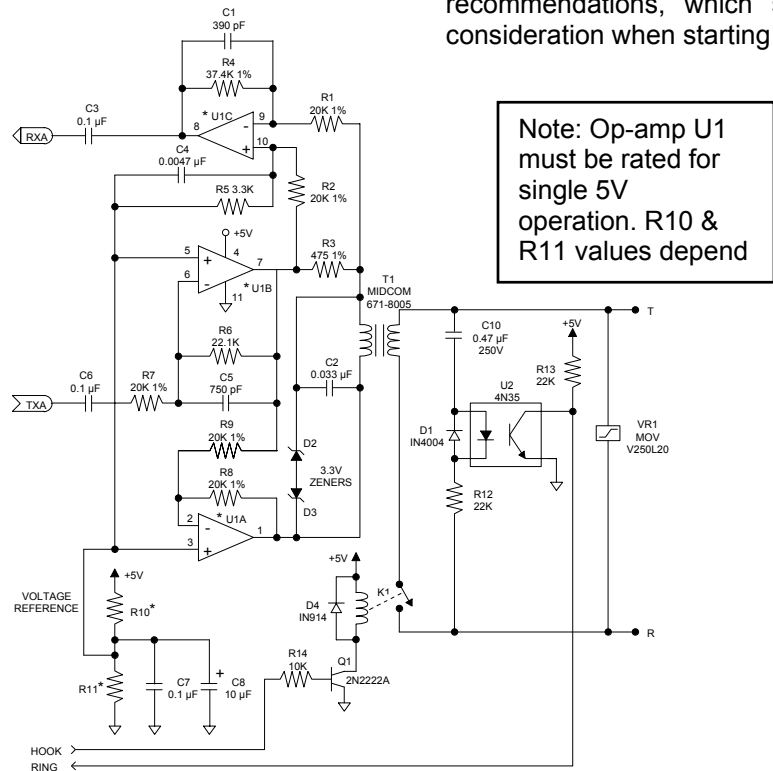 recommendations, which s
consideration when starting
Note: Op-amp U1
must be rated for
single 5V
operation. R10 &
R11 values depend
C1
390 pF
R4
37.4K 1%
C3
0.1 µF
RXA
* U1C
8
-
9
+
10
R1
20K 1%
C4
0.0047 µF
R5 3.3K
R2
20K 1%
+5V
5
+
4
7
6
-
11
* U1B
R3
475 1%
T1
MIDCOM
671-8005
R6
22.1K
C2
0.033 µF
C6
0.1 µF
R7
20K 1%
C5
750 pF
TXA
R9
20K 1%
D2
R8
20K 1%
3.3V
ZENERS
D3
* U1A
2
-
1
3
+
C10
0.47 µF
250V
+5V
R13
22K
U2
4N35
D1
IN4004
R12
22K
T
VR1
MOV
V250L20
R
VOLTAGE
REFERENCE
+5V
R10*
R11*
C7
0.1 µF
+
C8
10 µF
+5V
D4
IN914
K1
R14
10K
Q1
2N2222A
HOOK
RING